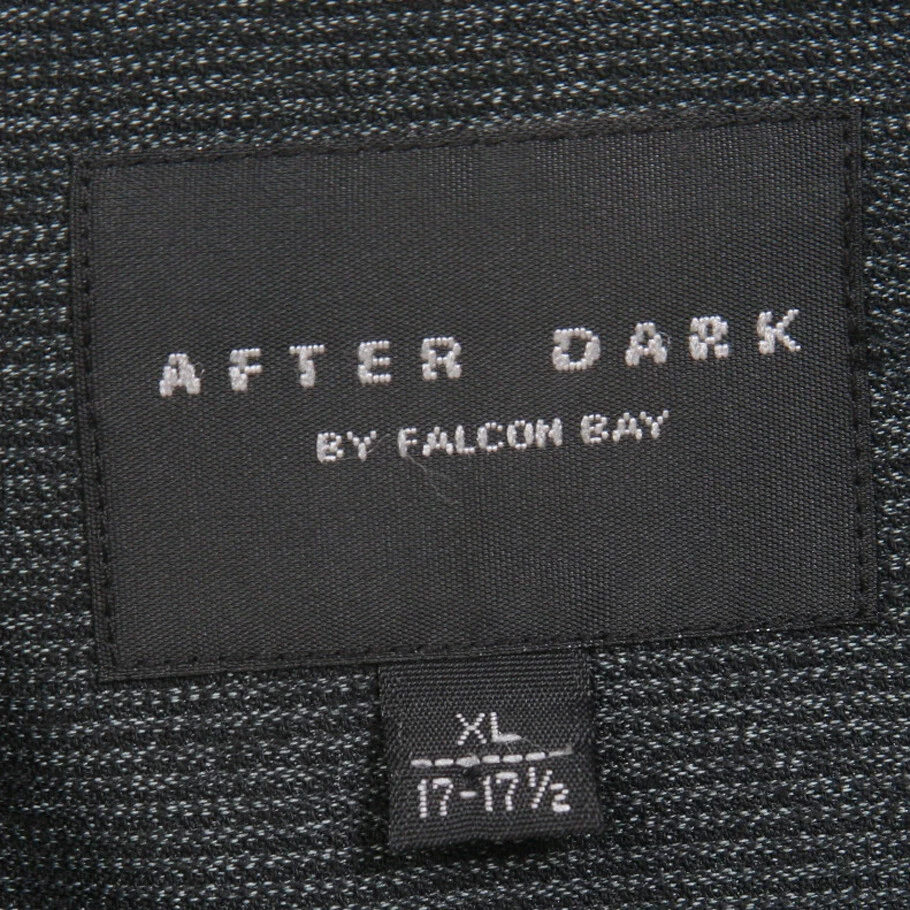 AFTER DARK
BY FALCON BAY
XL
17-17½